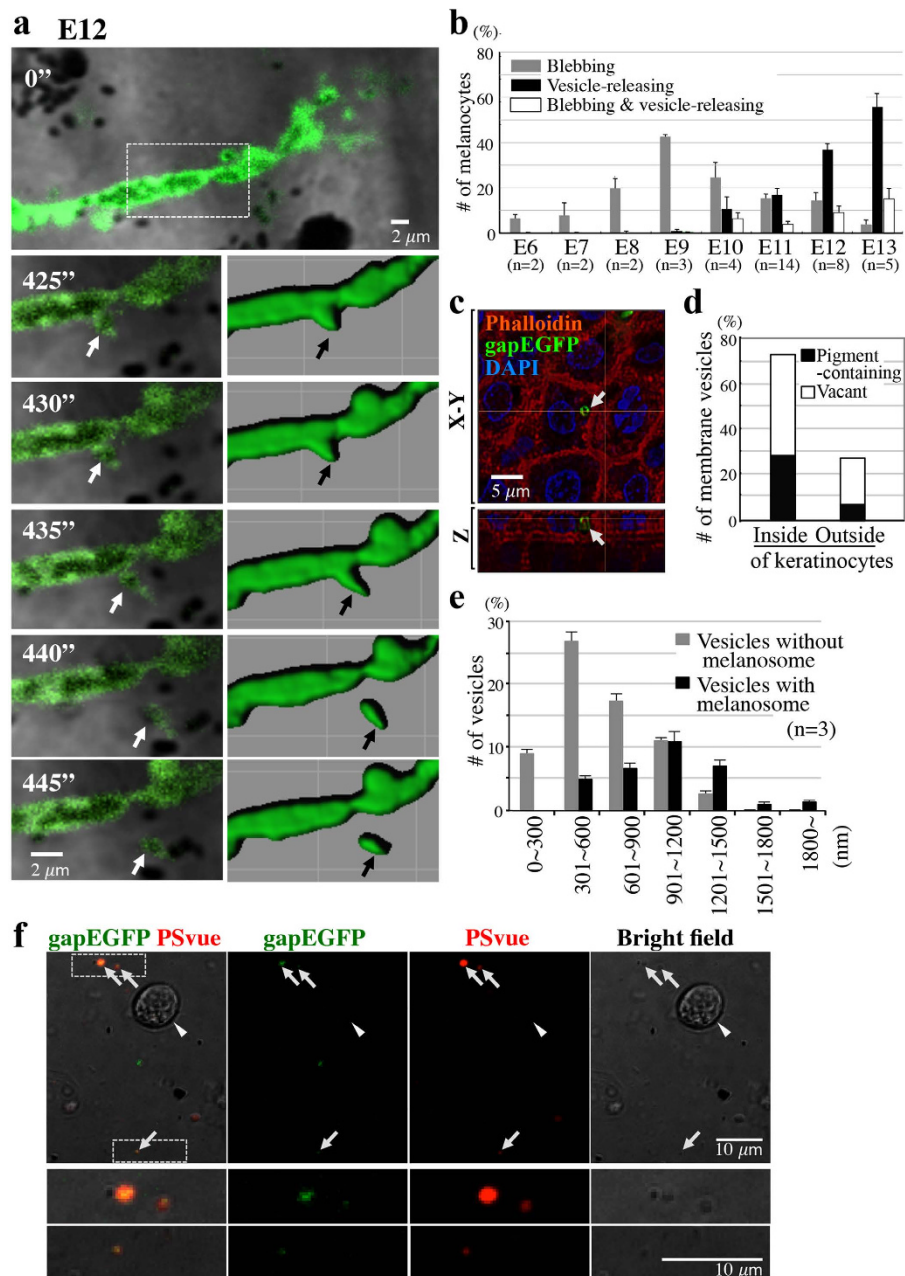 a E12
0”
2 μm
425”
430”
435”
440”
445”
2 μm
b (%)
# of melanocytes
80
60
40
20
0
Blebbing
Vesicle-releasing
Blebbing & vesicle-releasing
E6 E7 E8 E9 E10 E11 E12 E13
(n=2) (n=2) (n=2) (n=3) (n=4) (n=14) (n=8) (n=5)
c
Phalloidin
gapEGFP
DAPI
X-Y
5 μm
Z
d (%)
# of membrane vesicles
80
60
40
20
0
Pigment
-containing
Vacant
Inside Outside
of keratinocytes
e (%)
# of vesicles
30
20
10
0
Vesicles without
melanosome
Vesicles with
melanosome
(n=3)
0~300
301~600
601~900
901~1200
1201~1500
1501~1800
1800~
(nm)
f
gapEGFP PSvue gapEGFP PSvue Bright field
10 μm
10 μm